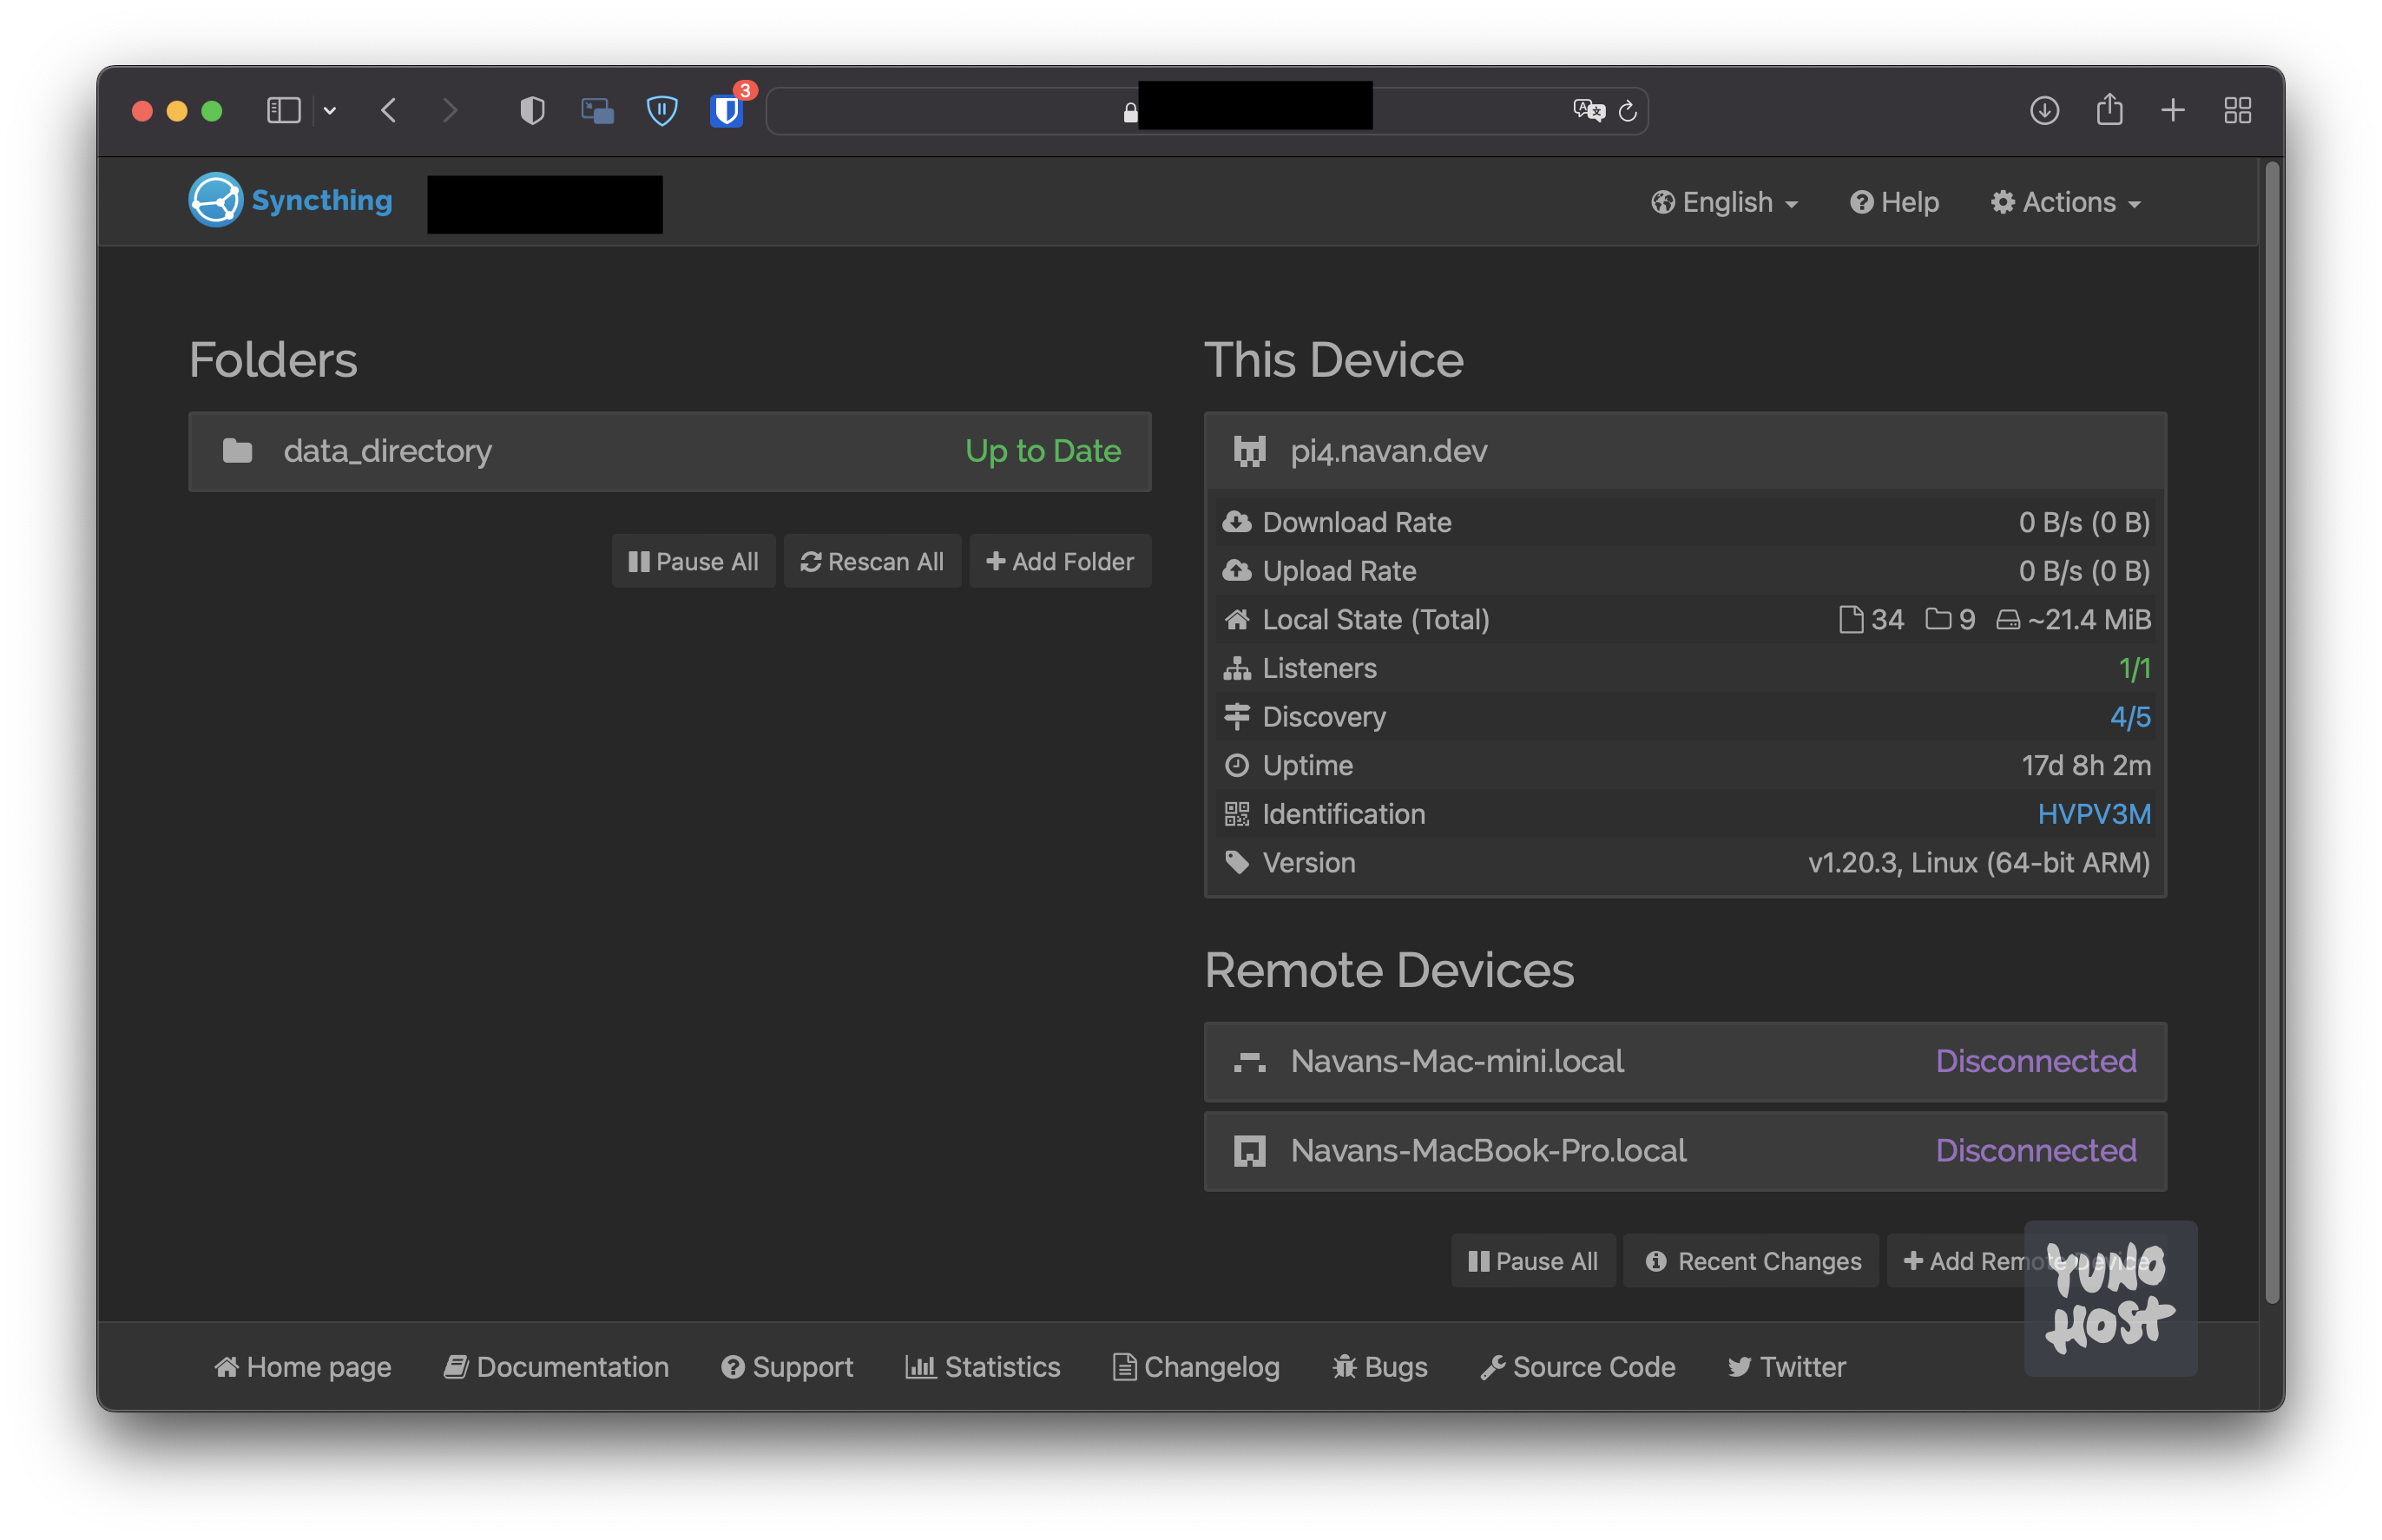 3
Syncthing
English
Help
Actions
Folders
data_directory
Up to Date
Pause All
Rescan All
Add Folder
This Device
pi4.navan.dev
Download Rate
0 B/s (0 B)
Upload Rate
0 B/s (0 B)
Local State (Total)
34 9 ~21.4 MiB
Listeners
1/1
Discovery
4/5
Uptime
17d 8h 2m
Identification
HVPV3M
Version
v1.20.3, Linux (64-bit ARM)
Remote Devices
Navans-Mac-mini.local
Disconnected
Navans-MacBook-Pro.local
Disconnected
Pause All
Recent Changes
Add Remote Device
YUNO
HOST
Home page
Documentation
Support
Statistics
Changelog
Bugs
Source Code
Twitter